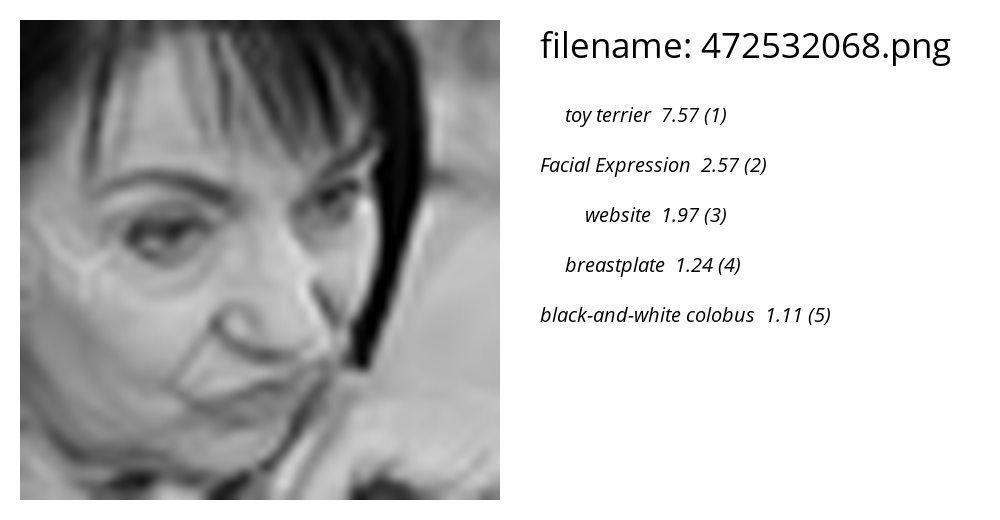 filename: 472532068.png
toy terrier 7.57 (1)
Facial Expression 2.57 (2)
website 1.97 (3)
breastplate 1.24 (4)
black-and-white colobus 1.11 (5)